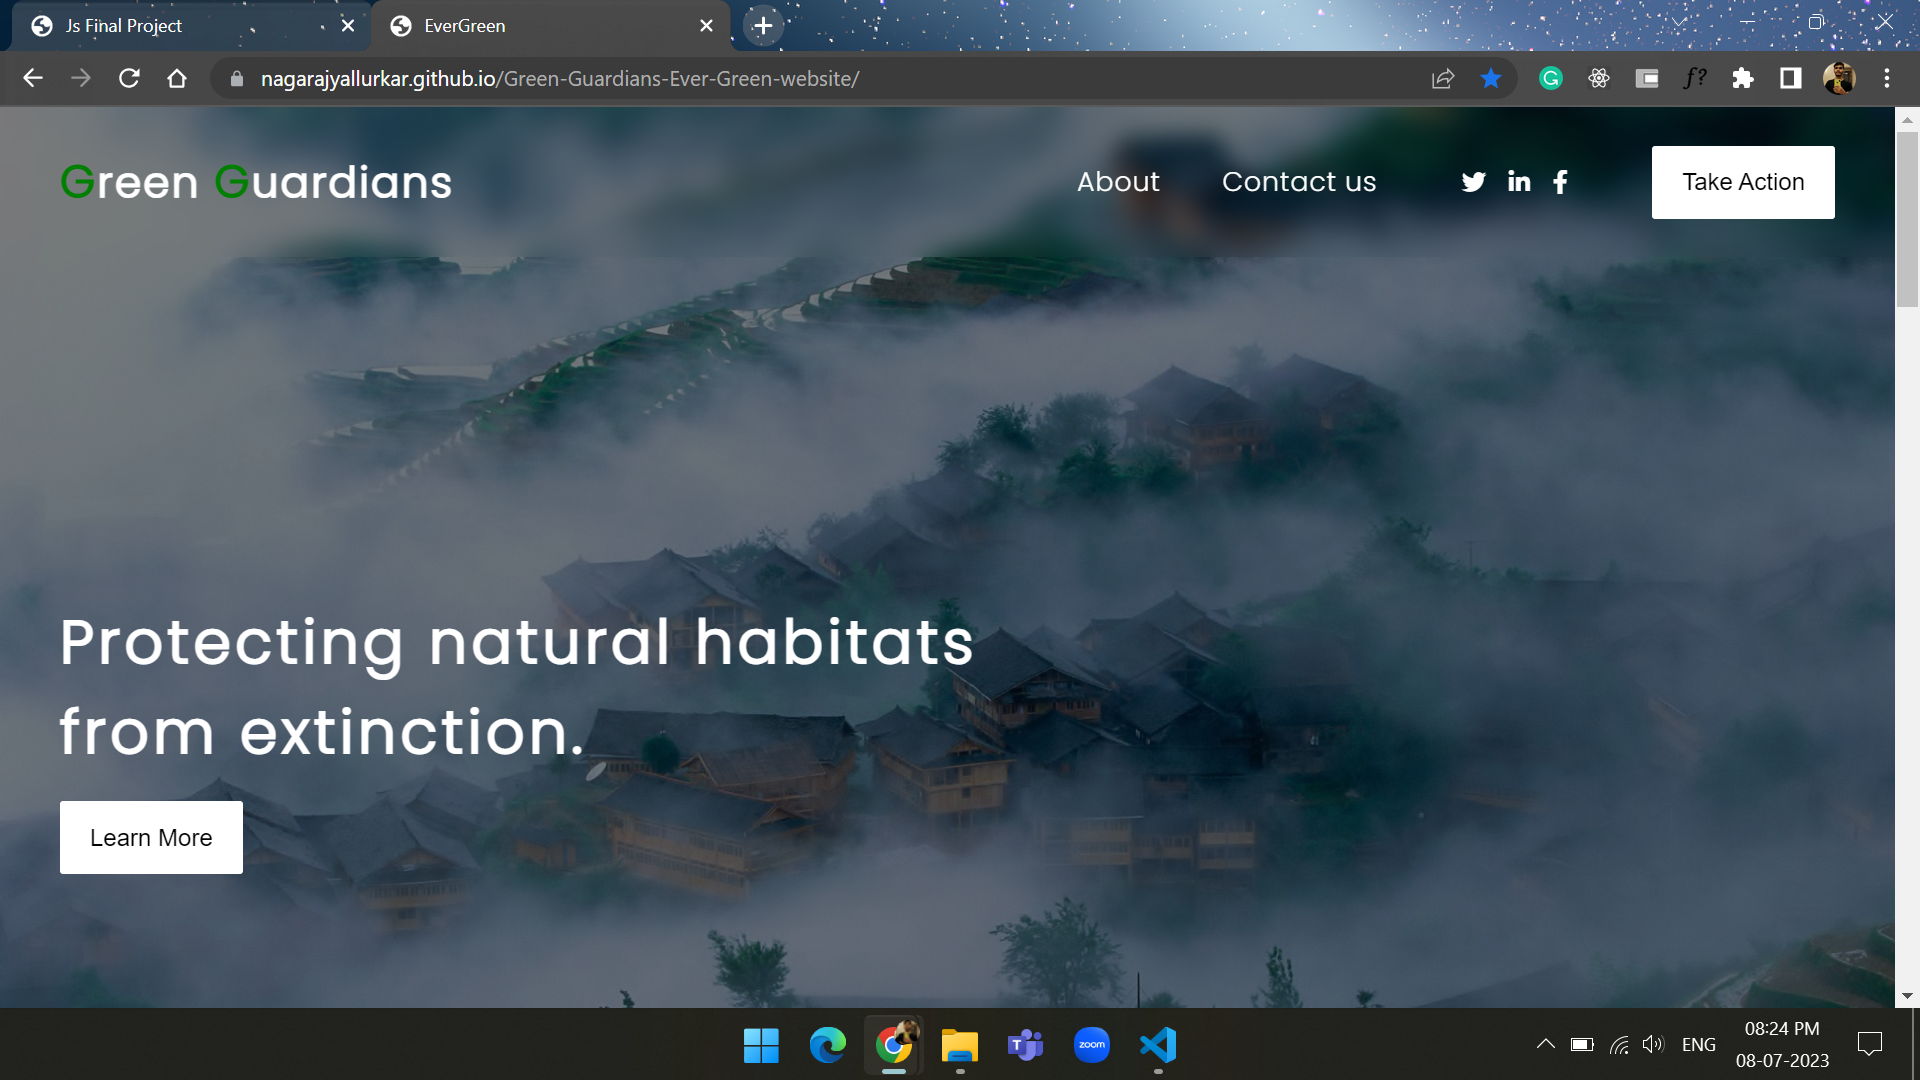 Js Final Project
EverGreen
nagarajyallurkar.github.io/Green-Guardians-Ever-Green-website/
f?
Green Guardians
About
Contact us
Take Action
Protecting natural habitats
from extinction.
Learn More
zoom
ENG
08:24 PM
08-07-2023